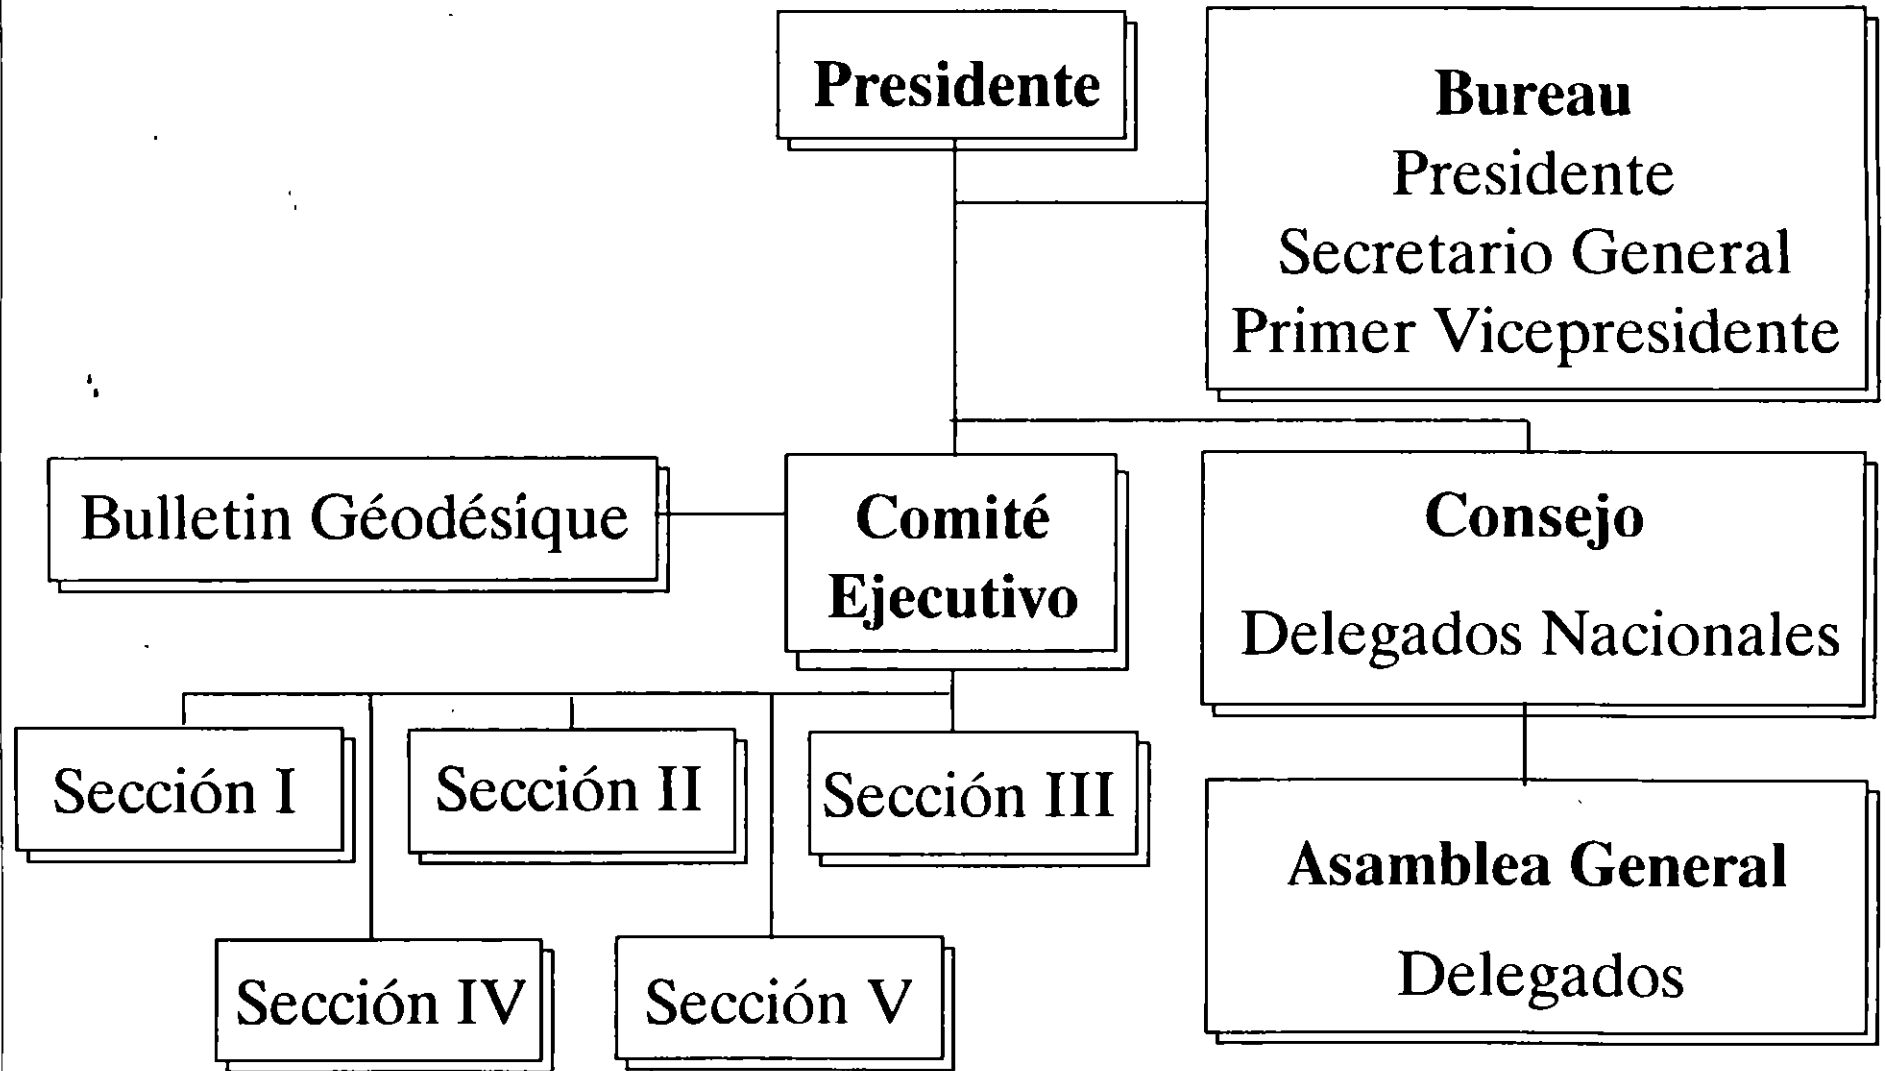 Presidente
Bureau
Presidente
Secretario General
Primer Vicepresidente
Bulletin Géodésique
Comité
Ejecutivo
Consejo
Delegados Nacionales
Sección I
Sección II
Sección III
Sección IV
Sección V
Asamblea General
Delegados